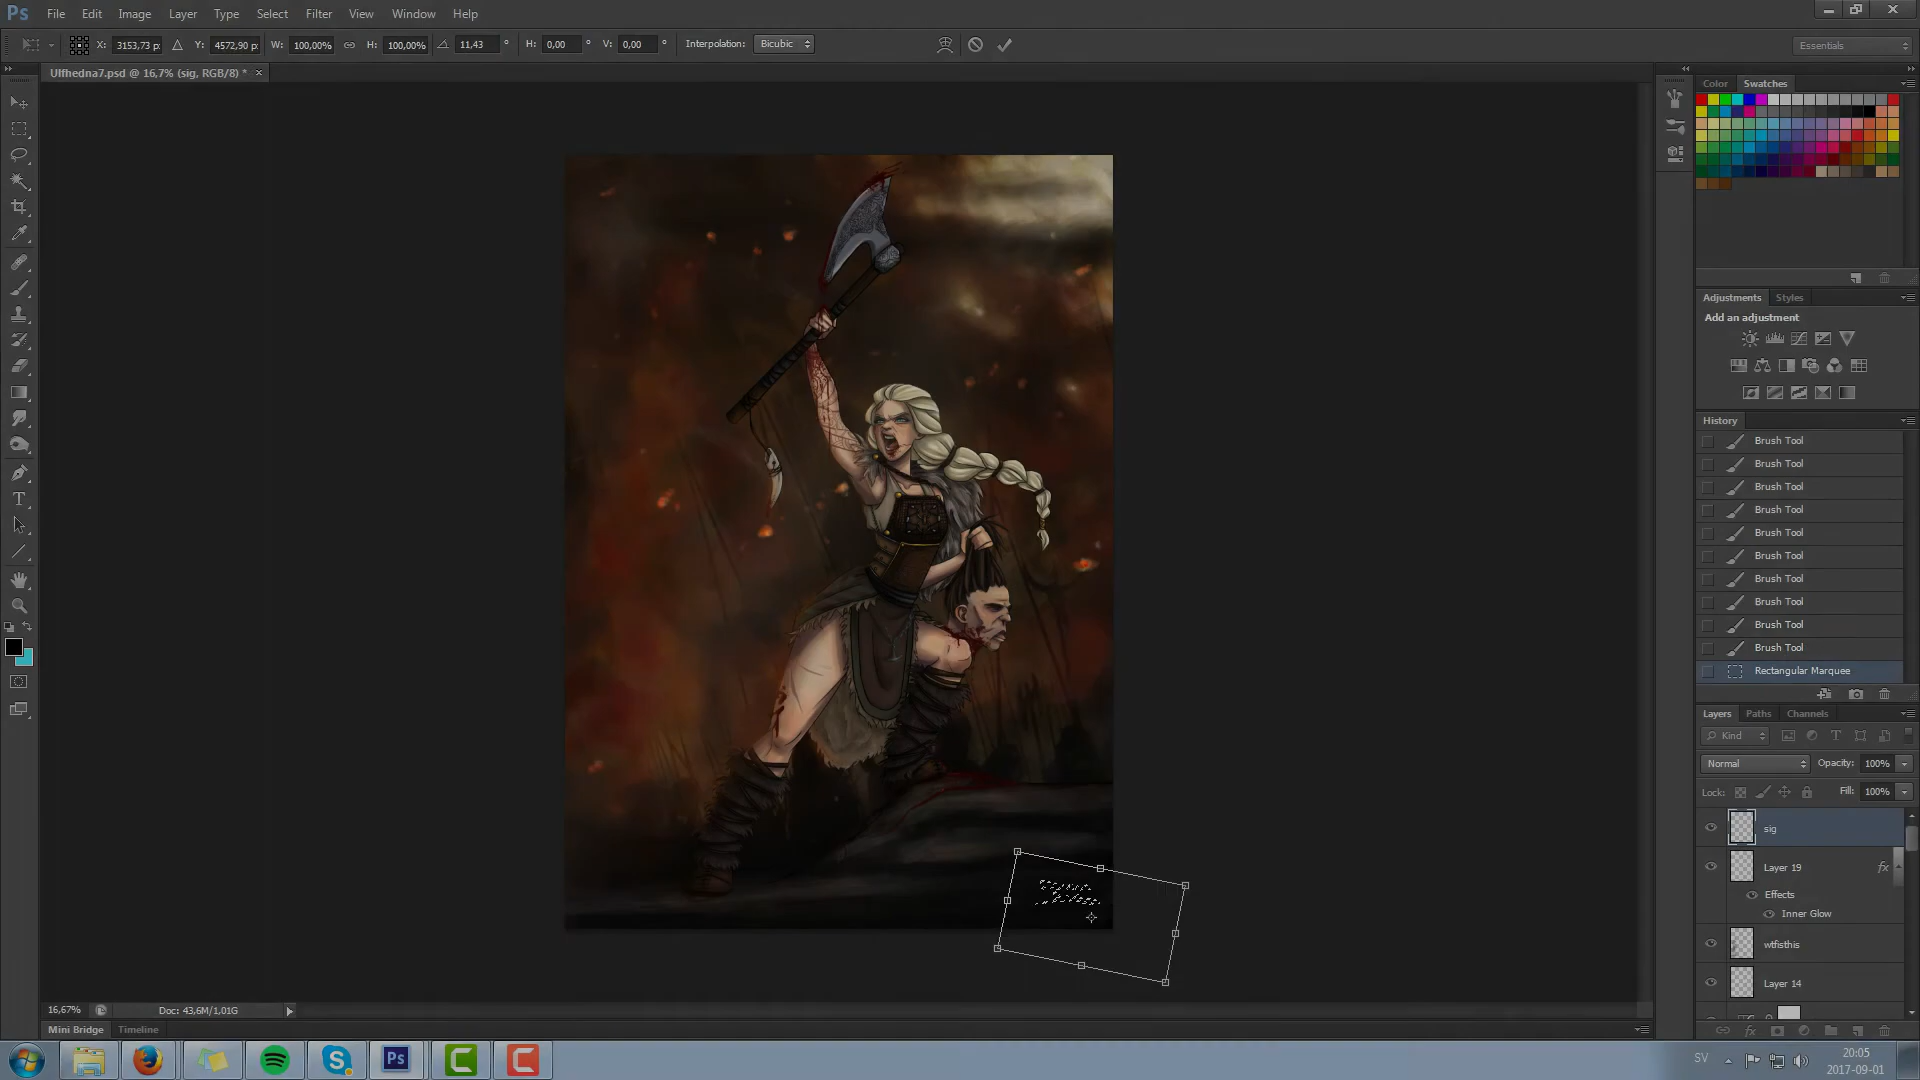 Ps File Edit Image Layer Type Select Filter View Window Help
X: 3153,73 p: Y: 4572,90 p: W: 100,00% H: 100,00% 11,43 ° H: 0,00 ° V: 0,00 ° Interpolation: Bicubic Essentials
Ulfhedna7.psd @ 16,7% (sig, RGB/8) * ×
Color Swatches
Adjustments Styles
Add an adjustment
History
Brush Tool
Brush Tool
Brush Tool
Brush Tool
Brush Tool
Brush Tool
Brush Tool
Brush Tool
Brush Tool
Brush Tool
Rectangular Marquee
Layers Paths Channels
Kind
Normal Opacity: 100%
Lock: Fill: 100%
sig
Layer 19 fx
Effects
Inner Glow
wtfisthis
Layer 14
16,67% Doc: 43,6M/1,01G
Mini Bridge Timeline
Ps SV 20:05
2017-09-01